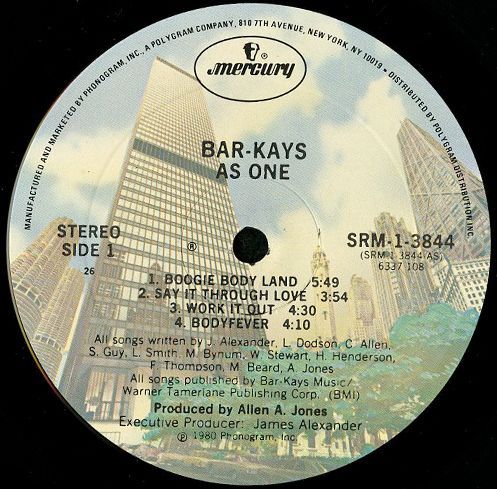 MANUFACTURED AND MARKETED BY PHONOGRAM, INC., A POLYGRAM COMPANY, 810 7TH AVENUE, NEW YORK, NY 10019 • DISTRIBUTED BY POLYGRAM DISTRIBUTION, INC.
mercury
BAR-KAYS
AS ONE
STEREO
SIDE 1
26
®
SRM-1-3844
(SRM-1-3844-AS)
6337 108
1. BOOGIE BODY LAND 5:49
2. SAY IT THROUGH LOVE 3:54
3. WORK IT OUT 4:30
4. BODYFEVER 4:10
All songs written by J. Alexander, L. Dodson, C. Allen,
S. Guy, L. Smith, M. Bynum, W. Stewart, H. Henderson,
F. Thompson, M. Beard, A. Jones
All songs published by Bar-Kays Music/
Warner Tamerlane Publishing Corp. (BMI)
Produced by Allen A. Jones
Executive Producer: James Alexander
℗ 1980 Phonogram, Inc.